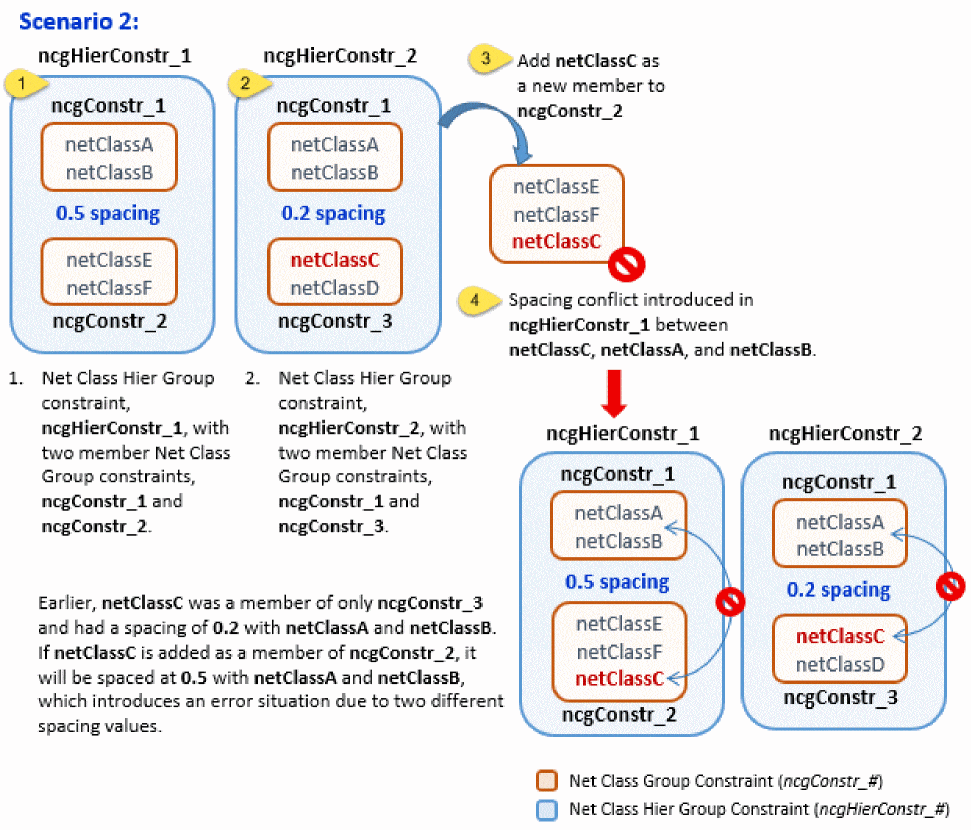 Scenario 2:
ncgHierConstr_1
1
ncgConstr_1
netClassA
netClassB
0.5 spacing
netClassE
netClassF
ncgConstr_2
ncgHierConstr_2
2
ncgConstr_1
netClassA
netClassB
0.2 spacing
netClassC
netClassD
ncgConstr_3
3
Add netClassC as
a new member to
ncgConstr_2
netClassE
netClassF
netClassC
4
Spacing conflict introduced in
ncgHierConstr_1 between
netClassC, netClassA, and netClassB.
1. Net Class Hier Group
constraint,
ncgHierConstr_1, with
two member Net Class
Group constraints,
ncgConstr_1 and
ncgConstr_2.
2. Net Class Hier Group
constraint,
ncgHierConstr_2, with
two member Net Class
Group constraints,
ncgConstr_1 and
ncgConstr_3.
ncgHierConstr_1
ncgConstr_1
netClassA
netClassB
0.5 spacing
netClassE
netClassF
netClassC
ncgConstr_2
ncgHierConstr_2
ncgConstr_1
netClassA
netClassB
0.2 spacing
netClassC
netClassD
ncgConstr_3
Earlier, netClassC was a member of only ncgConstr_3
and had a spacing of 0.2 with netClassA and netClassB.
If netClassC is added as a member of ncgConstr_2, it
will be spaced at 0.5 with netClassA and netClassB,
which introduces an error situation due to two different
spacing values.
Net Class Group Constraint (ncgConstr_#)
Net Class Hier Group Constraint (ncgHierConstr_#)